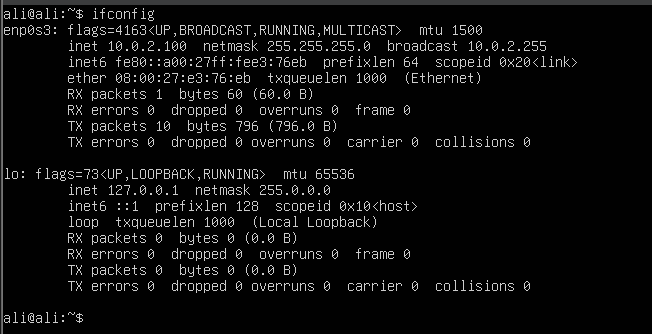 ali@ali:~$ ifconfig
enp0s3: flags=4163<UP,BROADCAST,RUNNING,MULTICAST>  mtu 1500
        inet 10.0.2.100  netmask 255.255.255.0  broadcast 10.0.2.255
        inet6 fe80::a00:27ff:fee3:76eb  prefixlen 64  scopeid 0x20<link>
        ether 08:00:27:e3:76:eb  txqueuelen 1000  (Ethernet)
        RX packets 1  bytes 60 (60.0 B)
        RX errors 0  dropped 0  overruns 0  frame 0
        TX packets 10  bytes 796 (796.0 B)
        TX errors 0  dropped 0 overruns 0  carrier 0  collisions 0
lo: flags=73<UP,LOOPBACK,RUNNING>  mtu 65536
        inet 127.0.0.1  netmask 255.0.0.0
        inet6 ::1  prefixlen 128  scopeid 0x10<host>
        loop  txqueuelen 1000  (Local Loopback)
        RX packets 0  bytes 0 (0.0 B)
        RX errors 0  dropped 0  overruns 0  frame 0
        TX packets 0  bytes 0 (0.0 B)
        TX errors 0  dropped 0 overruns 0  carrier 0  collisions 0
ali@ali:~$